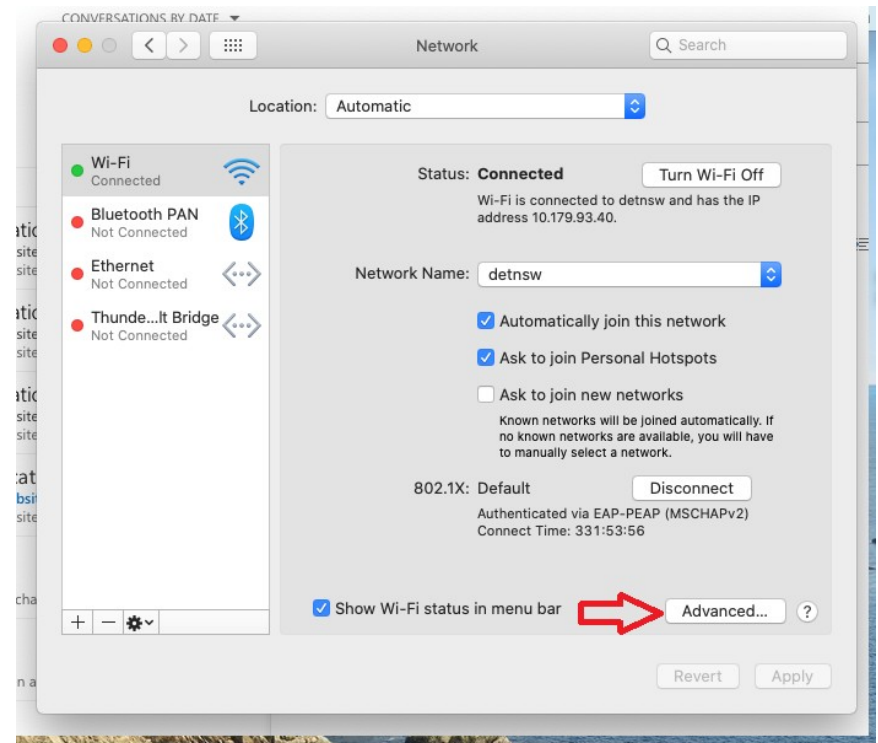 CONVERSATIONS BY DATE
Network
Search
Location: Automatic
Wi-Fi
Connected
Bluetooth PAN
Not Connected
Ethernet
Not Connected
Thunde...lt Bridge
Not Connected
Status: Connected
Turn Wi-Fi Off
Wi-Fi is connected to detnsw and has the IP
address 10.179.93.40.
Network Name: detnsw
Automatically join this network
Ask to join Personal Hotspots
Ask to join new networks
Known networks will be joined automatically. If
no known networks are available, you will have
to manually select a network.
802.1X: Default
Disconnect
Authenticated via EAP-PEAP (MSCHAPv2)
Connect Time: 331:53:56
Show Wi-Fi status in menu bar
Advanced...
?
Revert
Apply